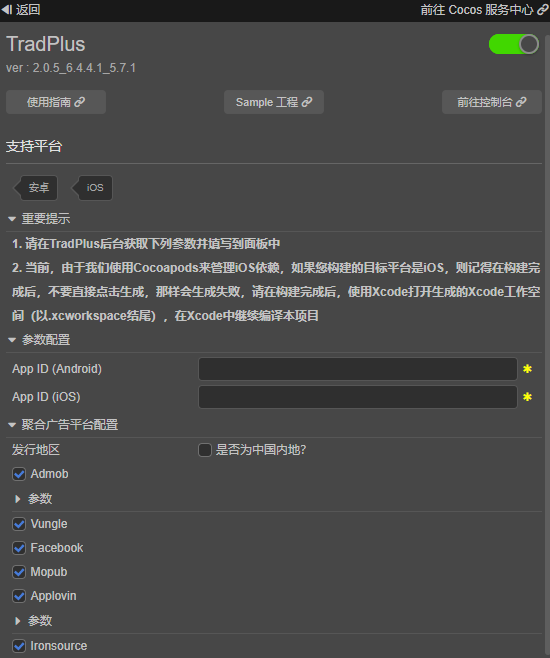 返回
前往 Cocos 服务中心
TradPlus
ver : 2.0.5_6.4.4.1_5.7.1
使用指南
Sample 工程
前往控制台
支持平台
安卓
iOS
重要提示
1. 请在TradPlus后台获取下列参数并填写到面板中
2. 当前，由于我们使用Cocoapods来管理iOS依赖，如果您构建的目标平台是iOS，则记得在构建完
成后，不要直接点击生成，那样会生成失败，请在构建完成后，使用Xcode打开生成的Xcode工作空
间（以.xcworkspace结尾），在Xcode中继续编译本项目
参数配置
App ID (Android)
App ID (iOS)
聚合广告平台配置
发行地区
是否为中国内地?
Admob
参数
Vungle
Facebook
Mopub
Applovin
参数
Ironsource